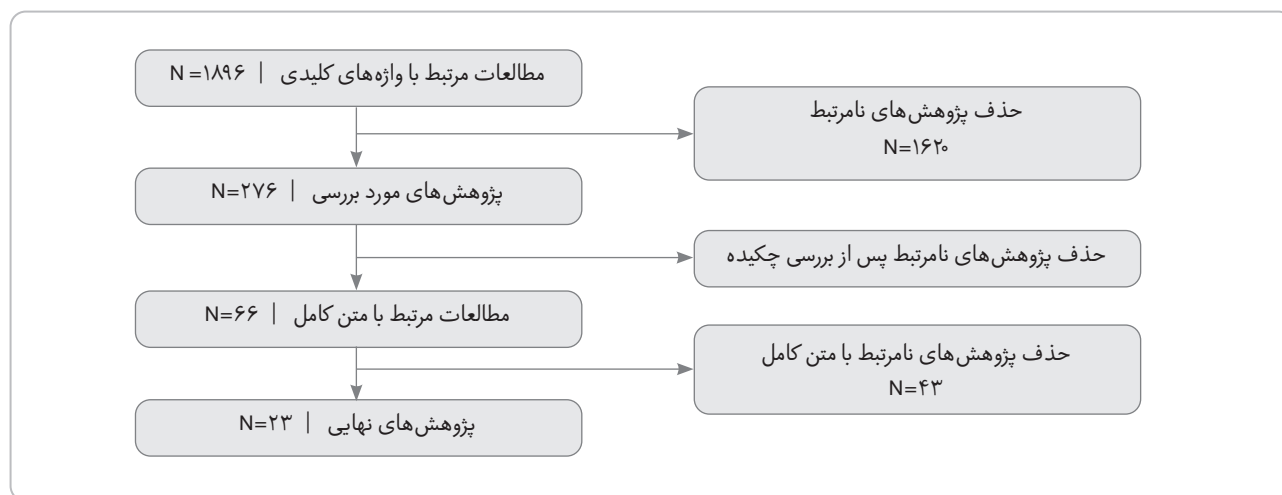 مطالعات مرتبط با واژه‌های کلیدی | N =۱۸۹۶
حذف پژوهش‌های نامرتبط
N=۱۶۲۰
پژوهش‌های مورد بررسی | N=۲۷۶
حذف پژوهش‌های نامرتبط پس از بررسی چکیده
مطالعات مرتبط با متن کامل | N=۶۶
حذف پژوهش‌های نامرتبط با متن کامل
N=۴۳
پژوهش‌های نهایی | N=۲۳